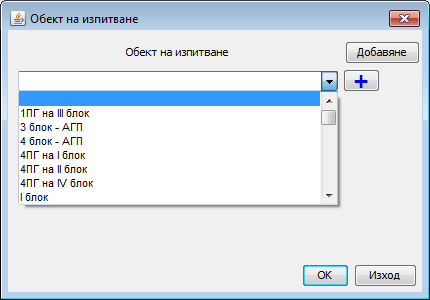 Обект на изпитване
Обект на изпитване
Добавяне
1ПГ на III блок
3 блок - АГП
4 блок - АГП
4ПГ на I блок
4ПГ на II блок
4ПГ на IV блок
I блок
OK
Изход